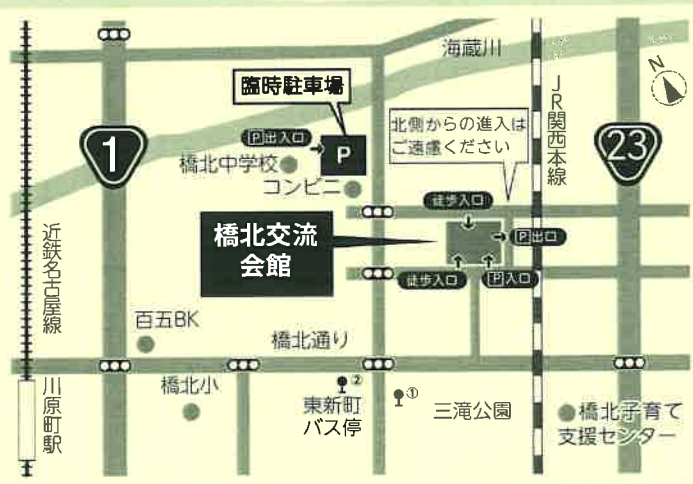 海蔵川
N
臨時駐車場
P出入口
P
北側からの進入は
ご遠慮ください
JR関西本線
1
23
橋北中学校
コンビニ
徒歩入口
橋北交流
会館
P出口
徒歩入口
P入口
近鉄名古屋線
百五BK
橋北通り
川原町駅
橋北小
②
東新町
バス停
①
三滝公園
橋北子育て
支援センター